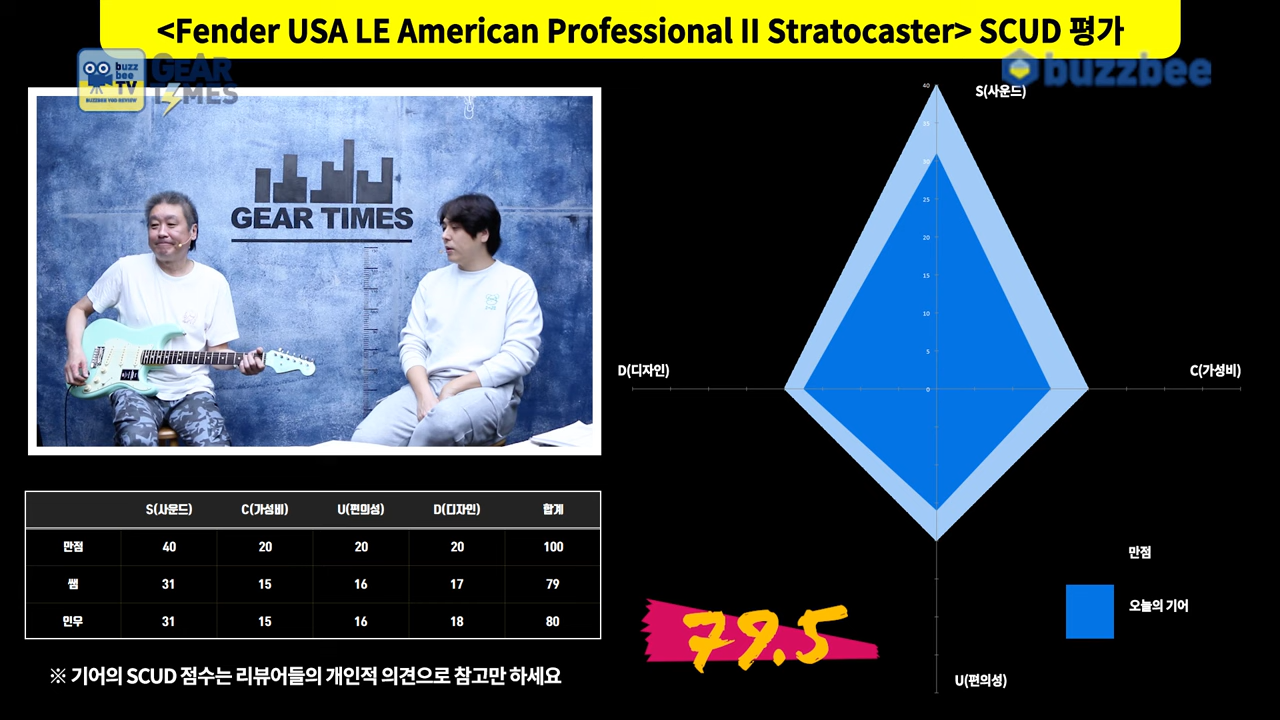 <Fender USA LE American Professional II Stratocaster> SCUD 평가
buzz bee TV
BUZZBEE YOU REVIEW
GEAR TIMES
buzzbee
GEAR TIMES
S(사운드)
40
35
30
25
20
15
10
5
0
D(디자인)
C(가성비)
U(편의성)
만점
오늘의 기어
S(사운드) C(가성비) U(편의성) D(디자인) 합계
만점 40 20 20 20 100
쌤 31 15 16 17 79
민우 31 15 16 18 80
79.5
※ 기어의 SCUD 점수는 리뷰어들의 개인적 의견으로 참고만 하세요